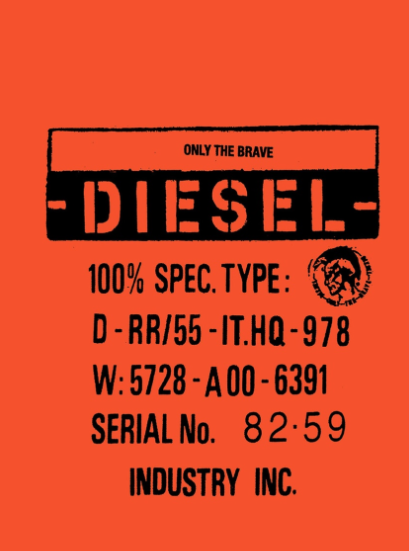 ONLY THE BRAVE
-DIESEL-
100% SPEC. TYPE:
D-RR/55-IT.HQ-978
W: 5728-A00-6391
SERIAL No. 82·59
INDUSTRY INC.